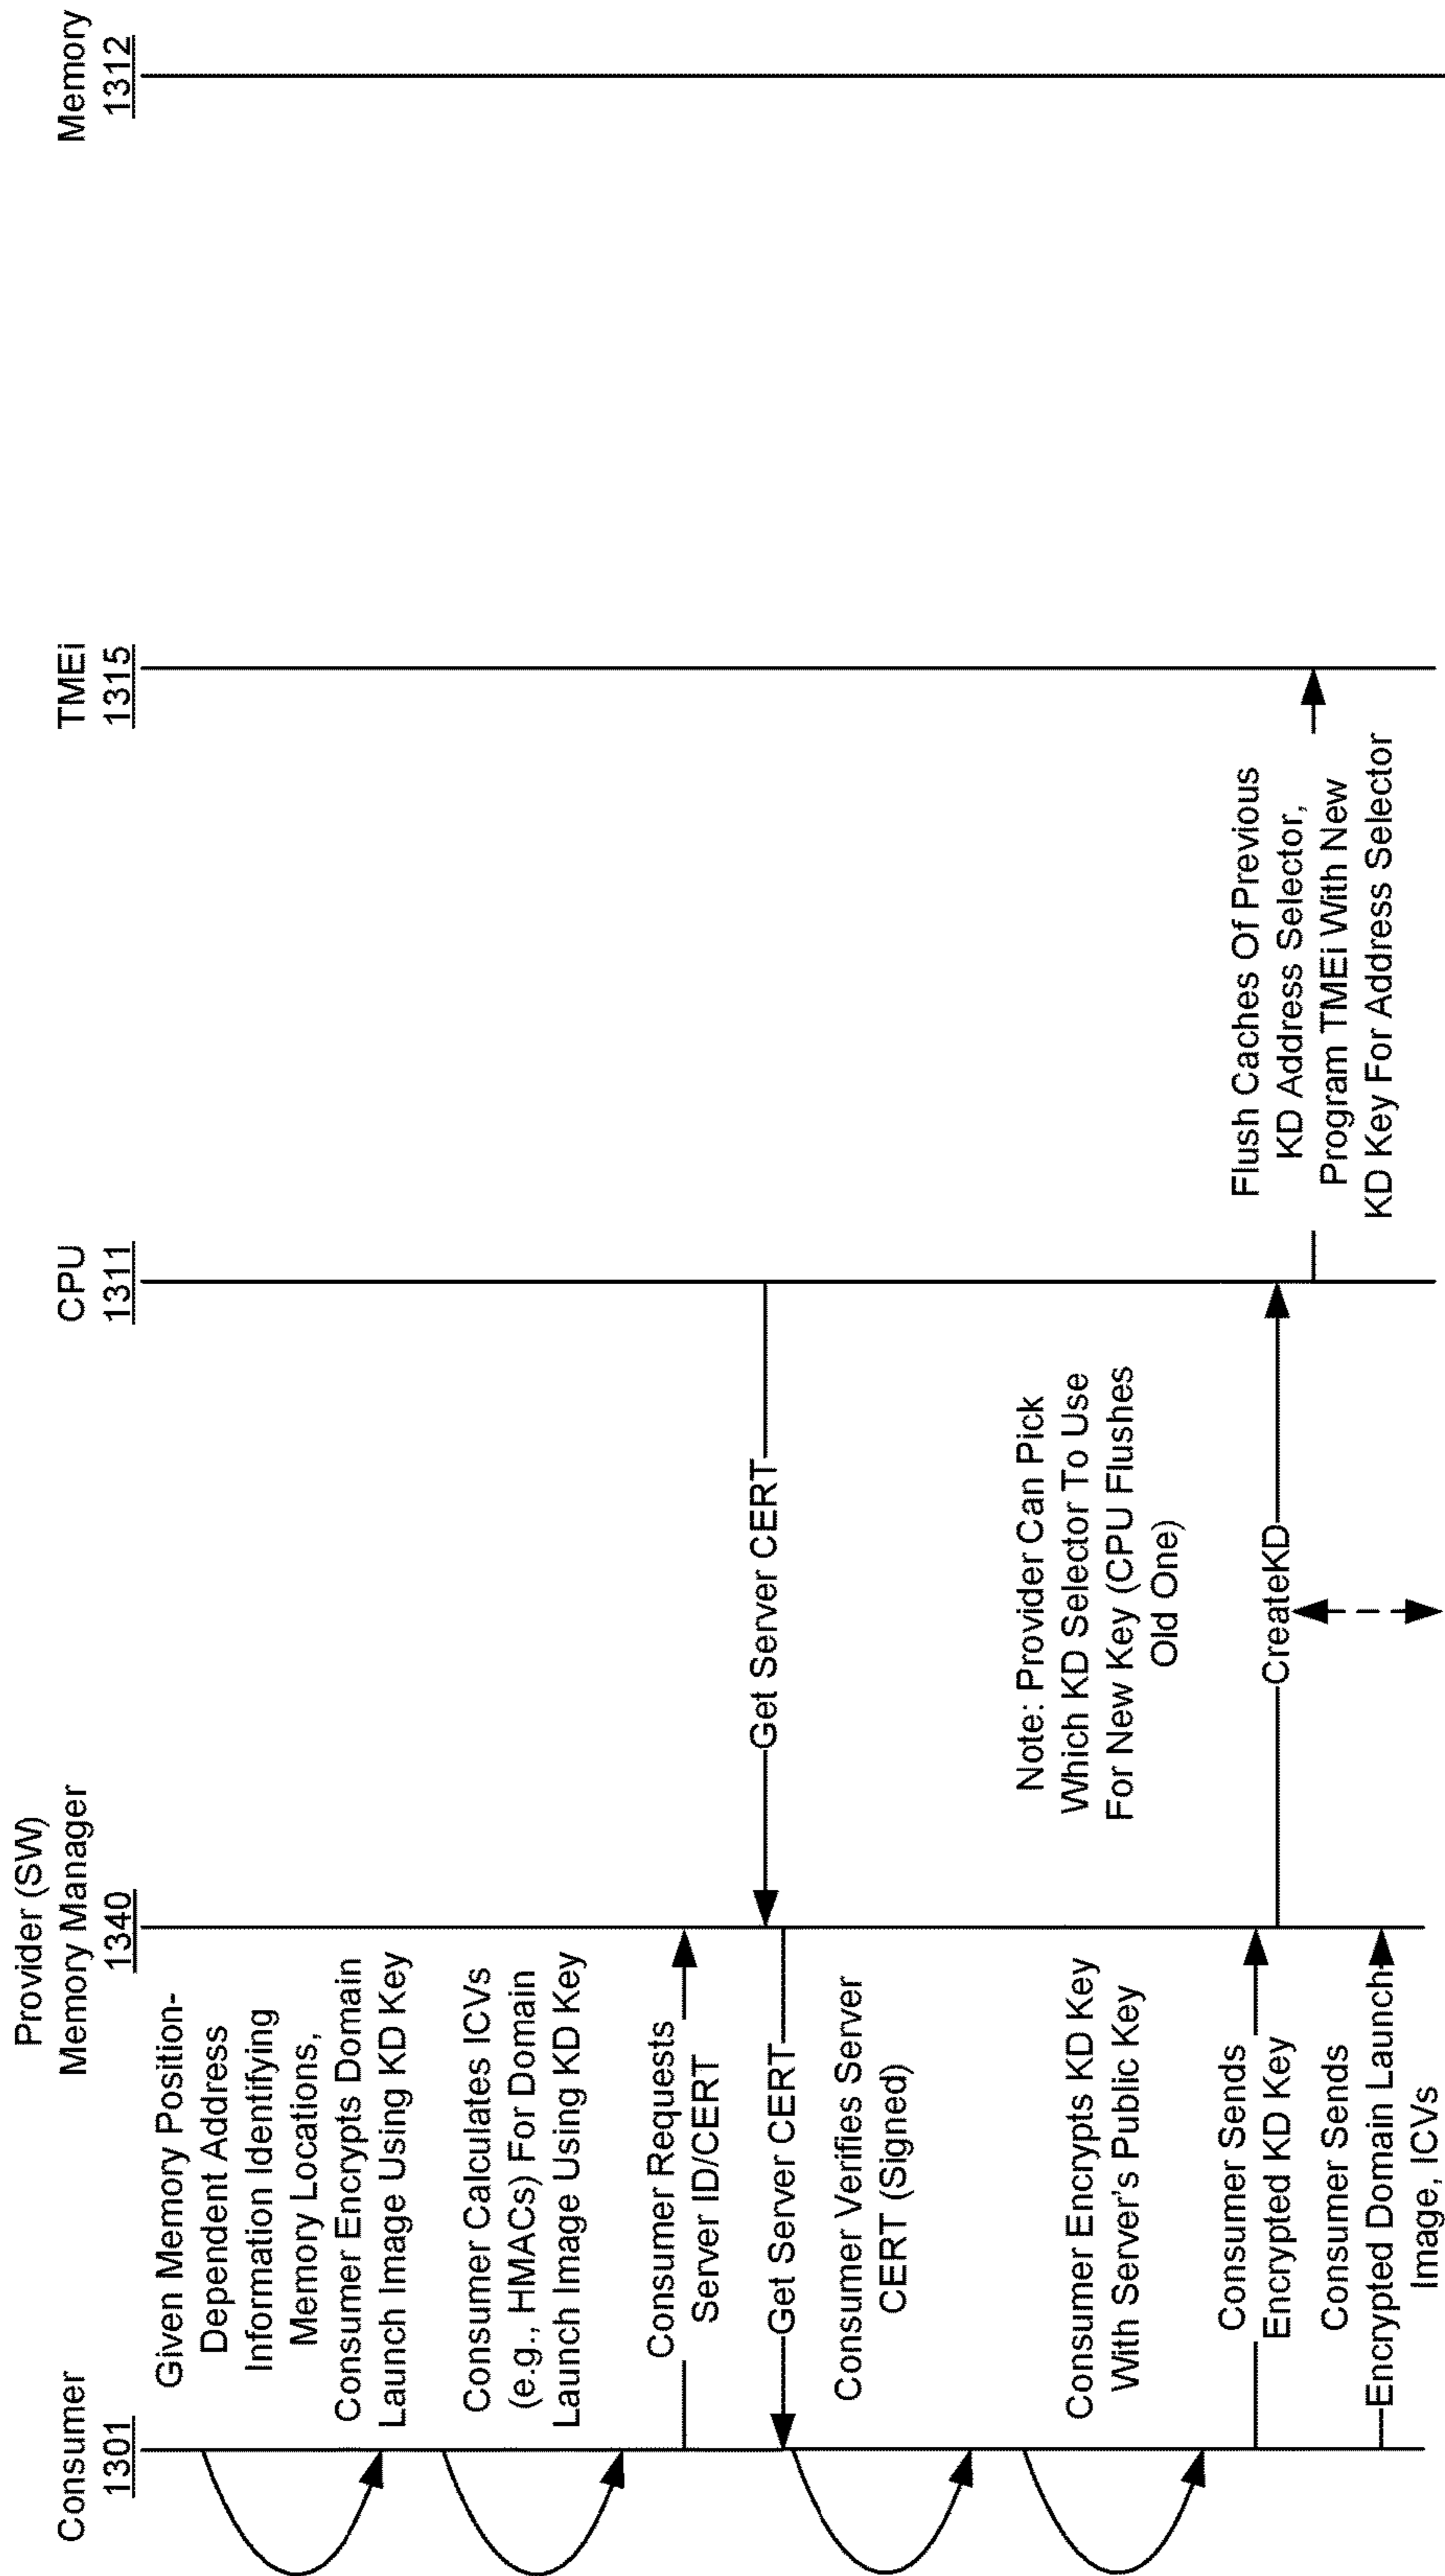 Consumer
1301
Provider (SW)
Memory Manager
1340
CPU
1311
TMEi
1315
Memory
1312
Given Memory Position-
Dependent Address
Information Identifying
Memory Locations,
Consumer Encrypts Domain
Launch Image Using KD Key
Consumer Calculates ICVs
(e.g., HMACs) For Domain
Launch Image Using KD Key
Consumer Requests
Server ID/CERT
Get Server CERT
Get Server CERT
Consumer Verifies Server
CERT (Signed)
Note: Provider Can Pick
Which KD Selector To Use
For New Key (CPU Flushes
Old One)
Consumer Encrypts KD Key
With Server's Public Key
Consumer Sends
Encrypted KD Key
CreateKD
Flush Caches Of Previous
KD Address Selector,
Program TMEi With New
KD Key For Address Selector
Consumer Sends
Encrypted Domain Launch
Image, ICVs